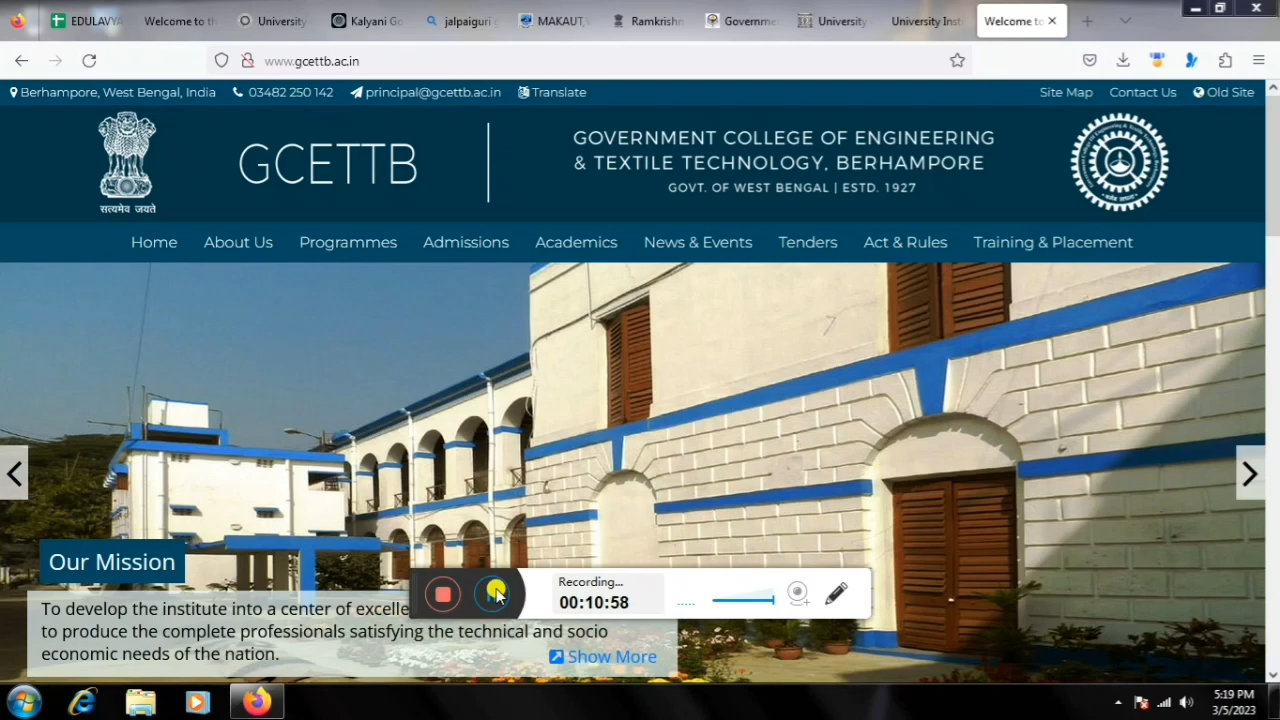 EDULAVYA
Welcome to th
University
Kalyani Go
jalpaiguri
MAKAUT,
Ramkrishn
Governme
University
University Inst
Welcome to
www.gcettb.ac.in
Berhampore, West Bengal, India
03482 250 142
principal@gcettb.ac.in
Translate
Site Map
Contact Us
Old Site
सत्यमेव जयते
GCETTB
GOVERNMENT COLLEGE OF ENGINEERING
& TEXTILE TECHNOLOGY, BERHAMPORE
GOVT. OF WEST BENGAL | ESTD. 1927
Home
About Us
Programmes
Admissions
Academics
News & Events
Tenders
Act & Rules
Training & Placement
Our Mission
To develop the institute into a center of excelle
to produce the complete professionals satisfying the technical and socio
economic needs of the nation.
Show More
Recording...
00:10:58
5:19 PM
3/5/2023